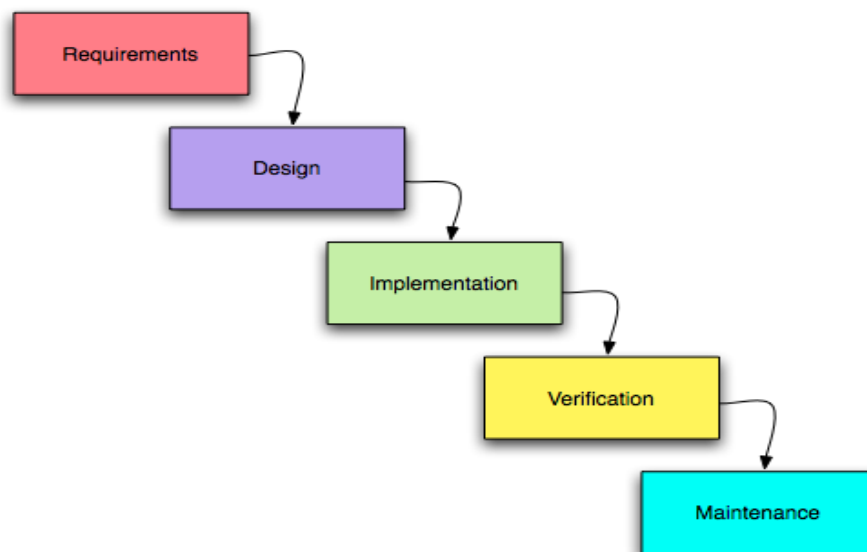 Requirements
Design
Implementation
Verification
Maintenance